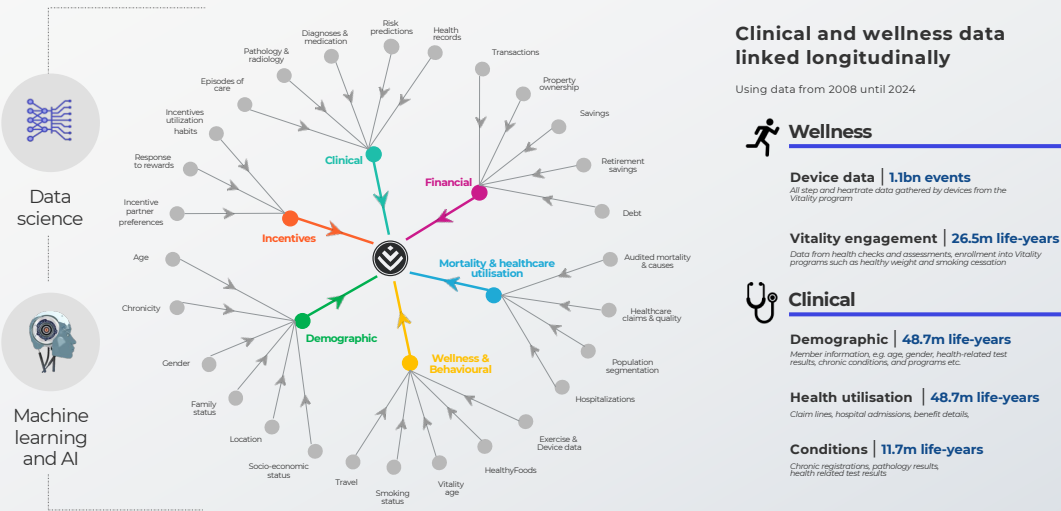 Data
science
Machine
learning
and AI
Risk
predictions
Diagnoses &
medication
Health
records
Pathology &
radiology
Episodes of
care
Incentives
utilization
habits
Response
to rewards
Incentive
partner
preferences
Transactions
Property
ownership
Savings
Retirement
savings
Debt
Clinical
Financial
Incentives
Mortality & healthcare
utilisation
Demographic
Wellness &
Behavioural
Age
Chronicity
Gender
Family
status
Location
Socio-economic
status
Travel
Smoking
status
Vitality
age
HealthyFoods
Exercise &
Device data
Audited mortality
& causes
Healthcare
claims & quality
Population
segmentation
Hospitalizations
Clinical and wellness data
linked longitudinally
Using data from 2008 until 2024
Wellness
Device data | 1.1bn events
All step and heartrate data gathered by devices from the
Vitality program
Vitality engagement | 26.5m life-years
Data from health checks and assessments, enrollment into Vitality
programs such as healthy weight and smoking cessation
Clinical
Demographic | 48.7m life-years
Member information, e.g. age, gender, health-related test
results, chronic conditions, and programs etc.
Health utilisation | 48.7m life-years
Claim lines, hospital admissions, benefit details,
Conditions | 11.7m life-years
Chronic registrations, pathology results,
health related test results